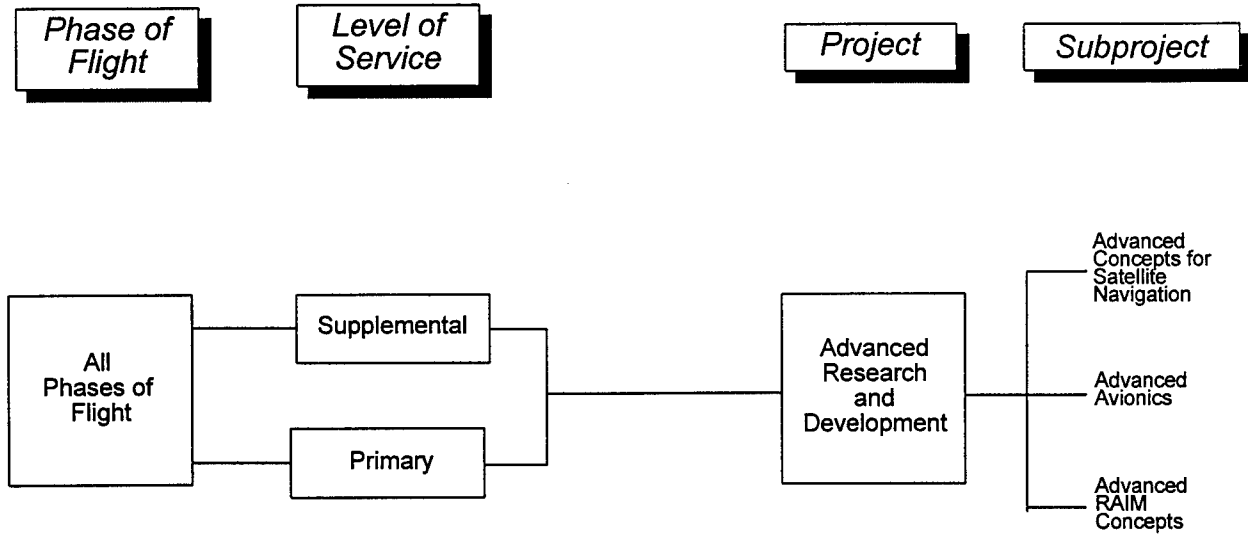 Phase of
Flight
Level of
Service
Project
Subproject
All
Phases of
Flight
Supplemental
Primary
Advanced
Research
and
Development
Advanced
Concepts for
Satellite
Navigation
Advanced
Avionics
Advanced
RAIM
Concepts